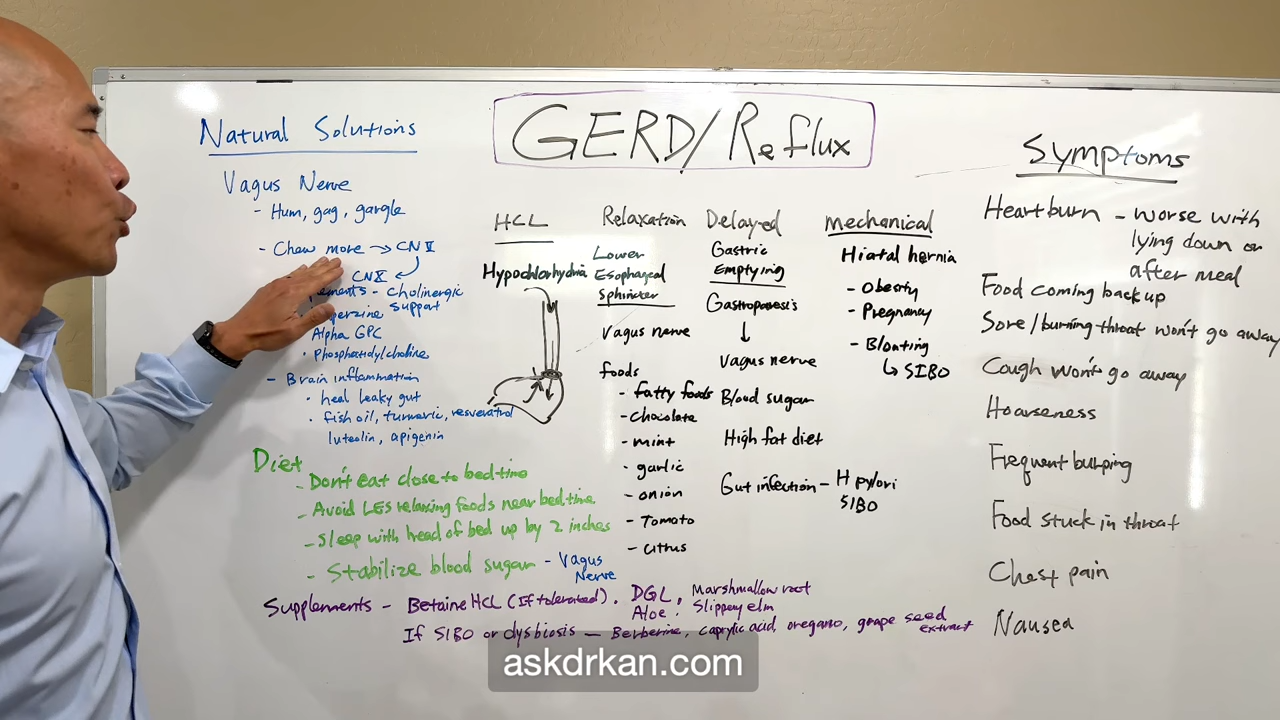 GERD/Reflux
Natural Solutions
Vagus Nerve
- Hum, gag, gargle
- Chew more → CN V
CN X
- cholinergic
support
Alpha GPC
• Phosphatidylcholine
- Brain inflammation
• heal leaky gut
• fish oil, turmeric, resveratrol
luteolin, apigenin
Diet
- Don't eat close to bedtime
- Avoid LES relaxing foods near bedtime
- Sleep with head of bed up by 2 inches
- Stabilize blood sugar - Vagus
Nerve
Supplements - Betaine HCL (If tolerated), DGL, Marshmallow root
Aloe, Slippery elm
If SIBO or dysbiosis - Berberine, caprylic acid, oregano, grape seed
extract
HCL
Hypochlorhydria
Relaxation
Lower
Esophageal
Sphincter
Vagus nerve
foods
- fatty foods
- chocolate
- mint
- garlic
- onion
- Tomato
- citrus
Delayed
Gastric
Emptying
Gastroparesis
↓
Vagus nerve
Blood sugar
High fat diet
Gut infection - H pylori
SIBO
mechanical
Hiatal hernia
- Obesity
- Pregnancy
- Bloating
↳ SIBO
Symptoms
Heartburn - worse with
lying down or
after meal
Food coming back up
Sore/burning throat won't go away
Cough won't go away
Hoarseness
Frequent burping
Food stuck in throat
Chest pain
Nausea
askdrkan.com